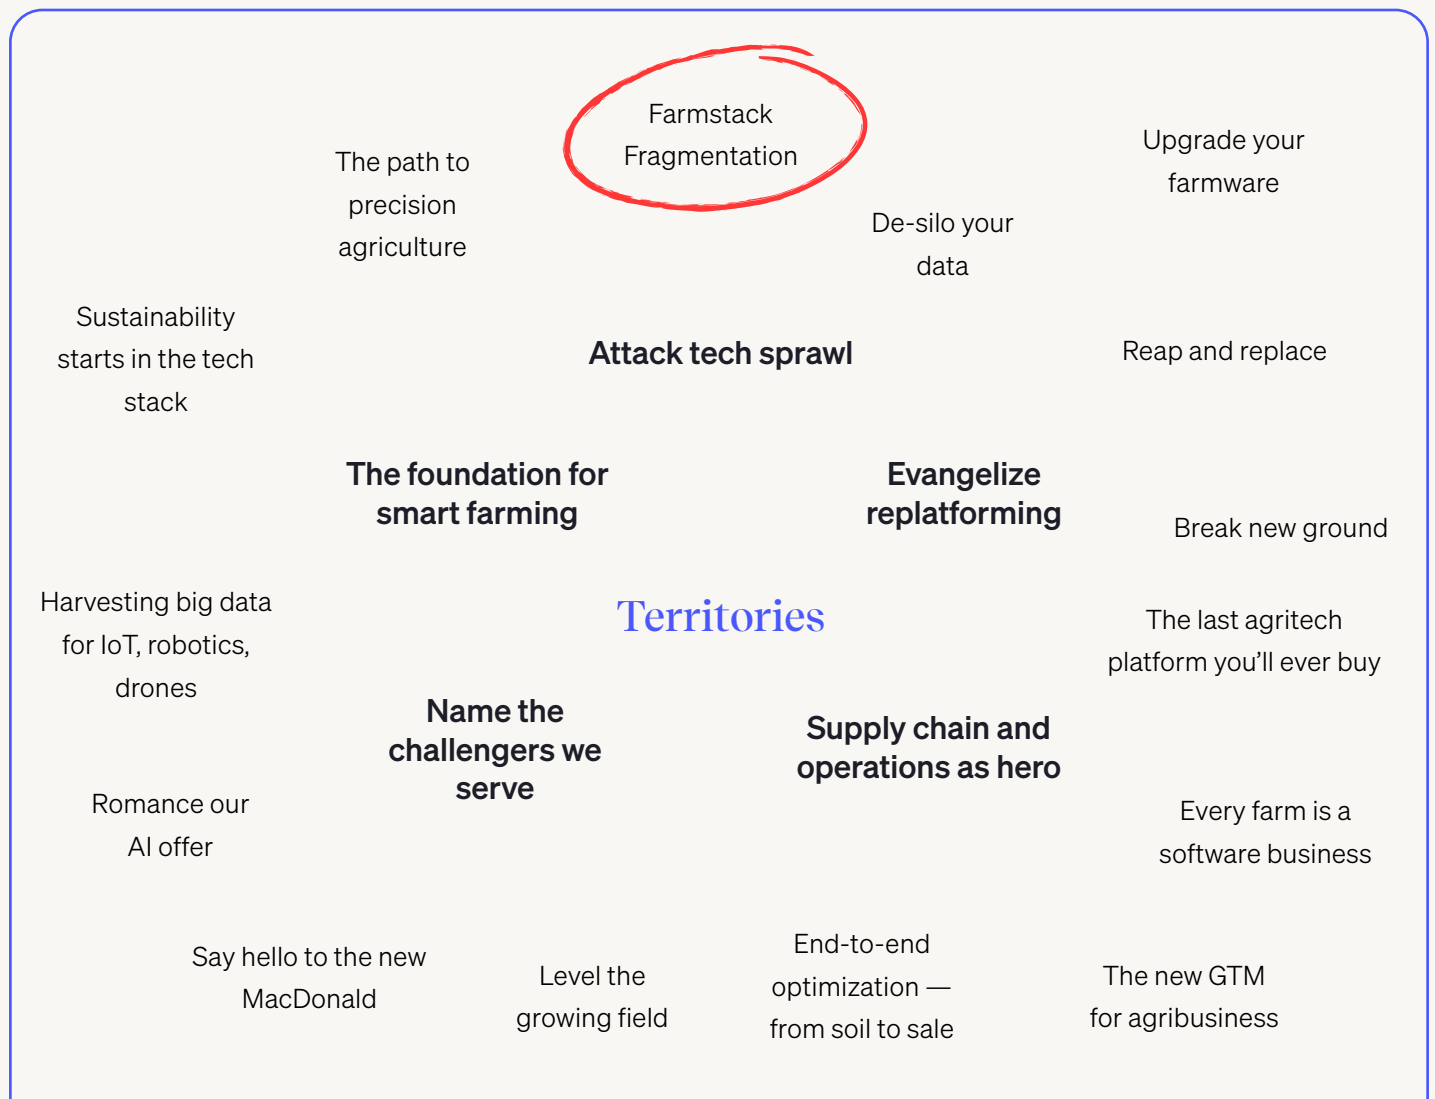 Farmstack
Fragmentation
Upgrade your
farmware
The path to
precision
agriculture
De-silo your
data
Sustainability
starts in the tech
stack
Attack tech sprawl
Reap and replace
The foundation for
smart farming
Evangelize
replatforming
Break new ground
Harvesting big data
for IoT, robotics,
drones
Territories
The last agritech
platform you’ll ever buy
Name the
challengers we
serve
Supply chain and
operations as hero
Romance our
AI offer
Every farm is a
software business
Say hello to the new
MacDonald
Level the
growing field
End-to-end
optimization —
from soil to sale
The new GTM
for agribusiness